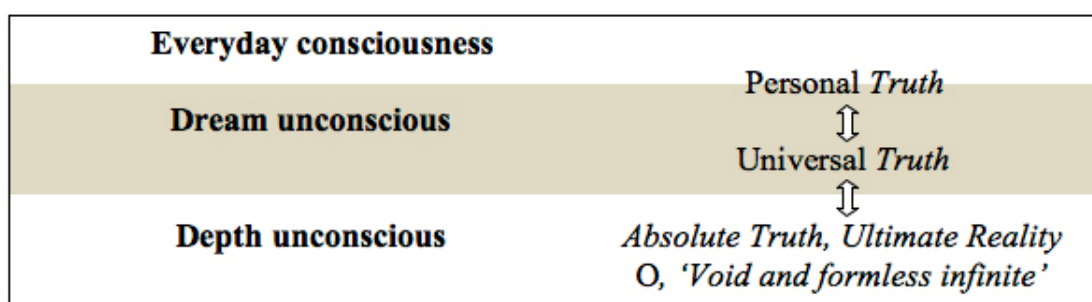 Everyday consciousness
Personal Truth
Dream unconscious
Universal Truth
Depth unconscious
Absolute Truth, Ultimate Reality
O, ‘Void and formless infinite’